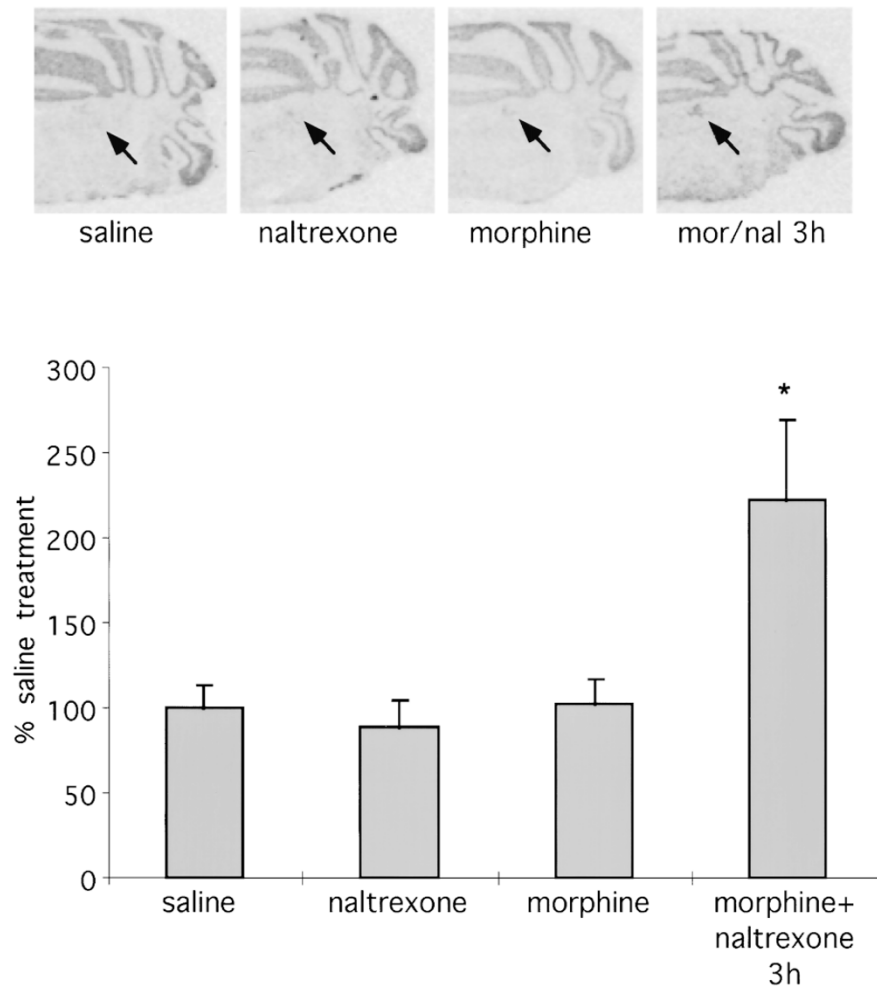 saline
naltrexone
morphine
mor/nal 3h
300
250
200
150
100
50
0
% saline treatment
*
saline
naltrexone
morphine
morphine+
naltrexone
3h